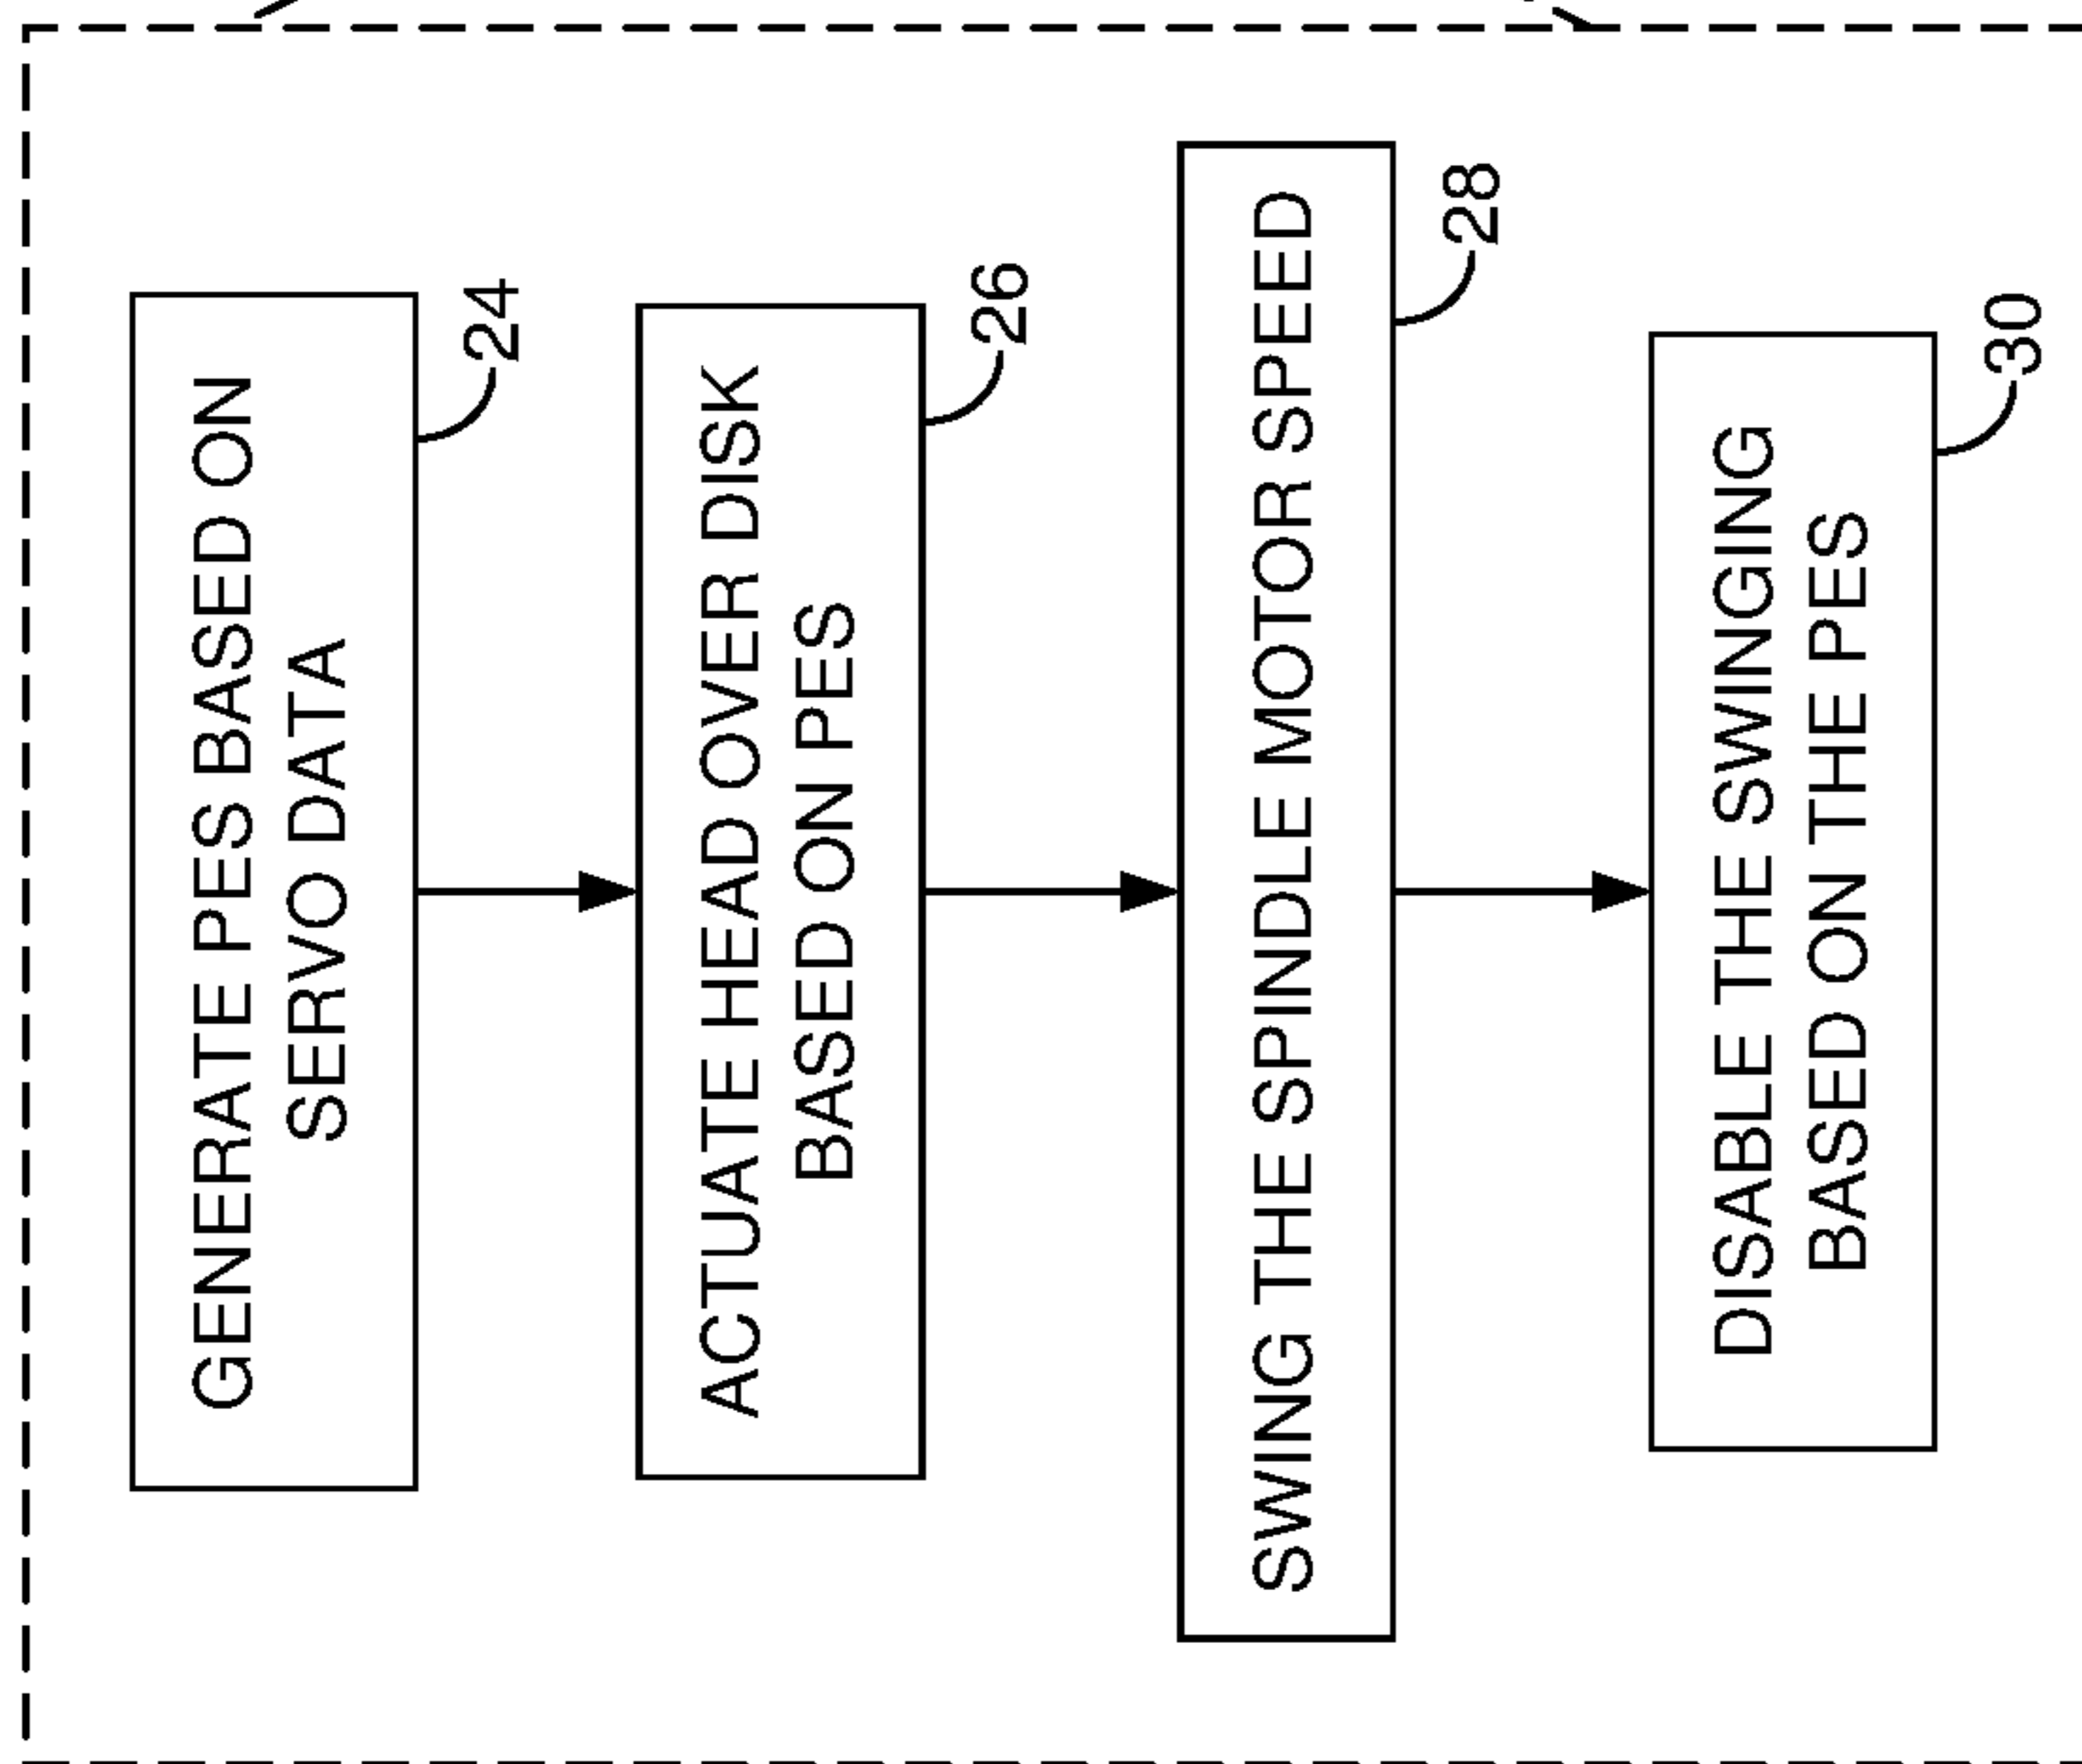 GENERATE PES BASED ON
SERVO DATA
24
ACTUATE HEAD OVER DISK
BASED ON PES
26
SWING THE SPINDLE MOTOR SPEED
28
DISABLE THE SWINGING
BASED ON THE PES
30